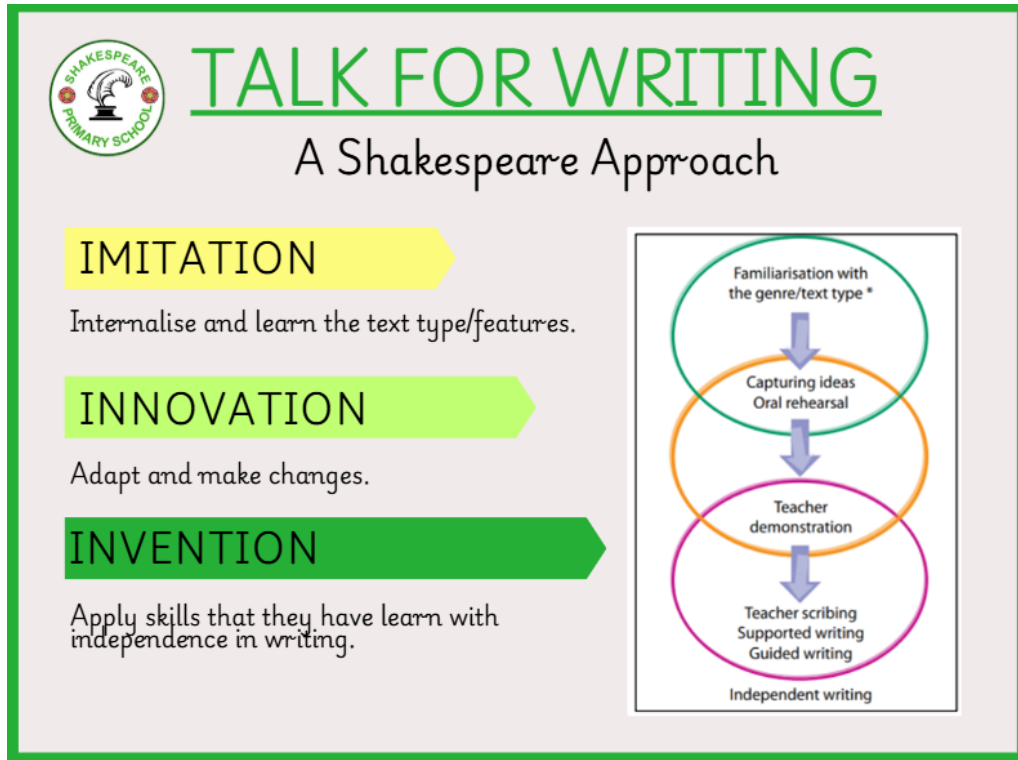 SHAKESPEARE
PRIMARY SCHOOL
TALK FOR WRITING
A Shakespeare Approach
IMITATION
Internalise and learn the text type/features.
INNOVATION
Adapt and make changes.
INVENTION
Apply skills that they have learn with
independence in writing.
Familiarisation with
the genre/text type *
Capturing ideas
Oral rehearsal
Teacher
demonstration
Teacher scribing
Supported writing
Guided writing
Independent writing